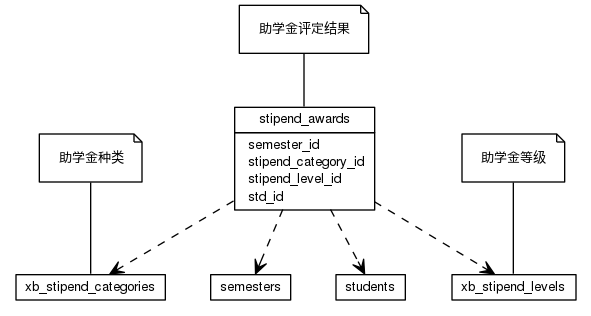 助学金评定结果
stipend_awards
semester_id
stipend_category_id
stipend_level_id
std_id
助学金种类
助学金等级
xb_stipend_categories
semesters
students
xb_stipend_levels